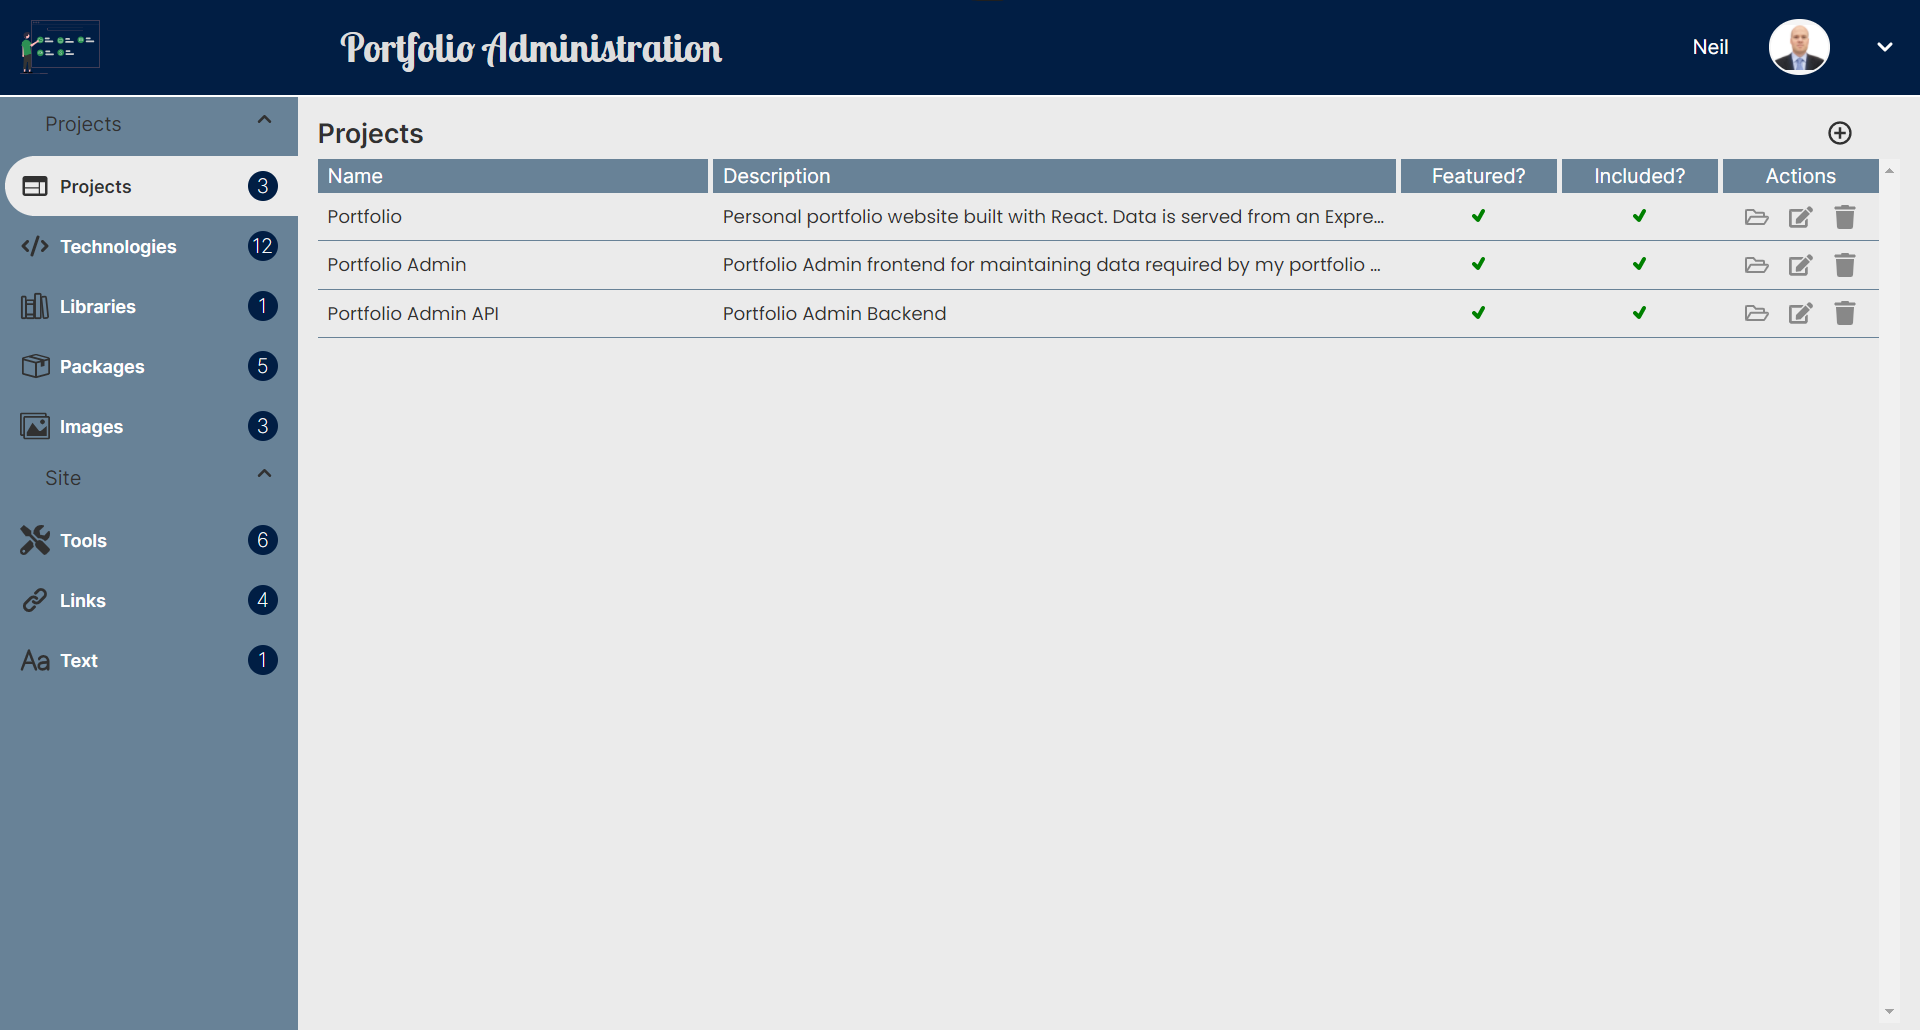 Portfolio Administration
Neil
Projects
Projects 3
Technologies 12
Libraries 1
Packages 5
Images 3
Site
Tools 6
Links 4
Text 1
Projects
Name Description Featured? Included? Actions
Portfolio Personal portfolio website built with React. Data is served from an Expre...
Portfolio Admin Portfolio Admin frontend for maintaining data required by my portfolio ...
Portfolio Admin API Portfolio Admin Backend